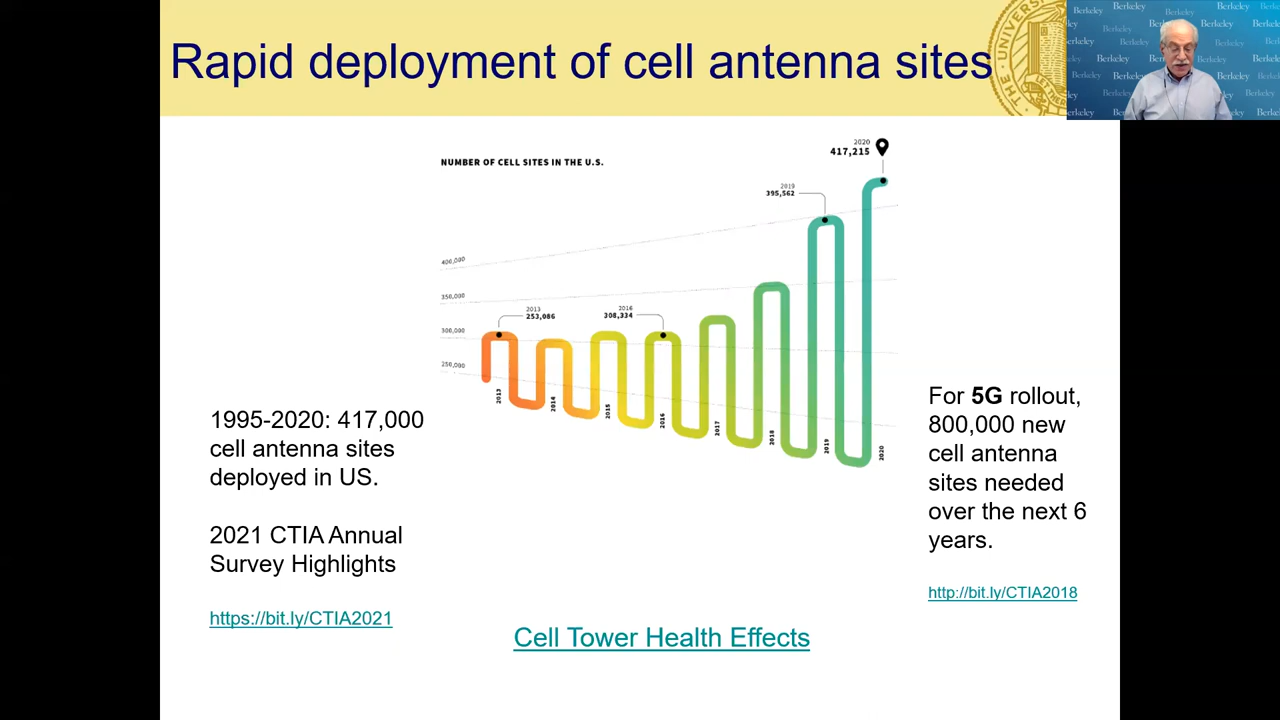 Rapid deployment of cell antenna sites
THE UNIVERS
LET THERE
Berkeley
NUMBER OF CELL SITES IN THE U.S.
2020
417,215
2019
395,562
400,000
350,000
300,000
250,000
2013
253,086
2016
308,334
2013
2014
2015
2016
2017
2018
2019
2020
1995-2020: 417,000
cell antenna sites
deployed in US.
2021 CTIA Annual
Survey Highlights
https://bit.ly/CTIA2021
For 5G rollout,
800,000 new
cell antenna
sites needed
over the next 6
years.
http://bit.ly/CTIA2018
Cell Tower Health Effects